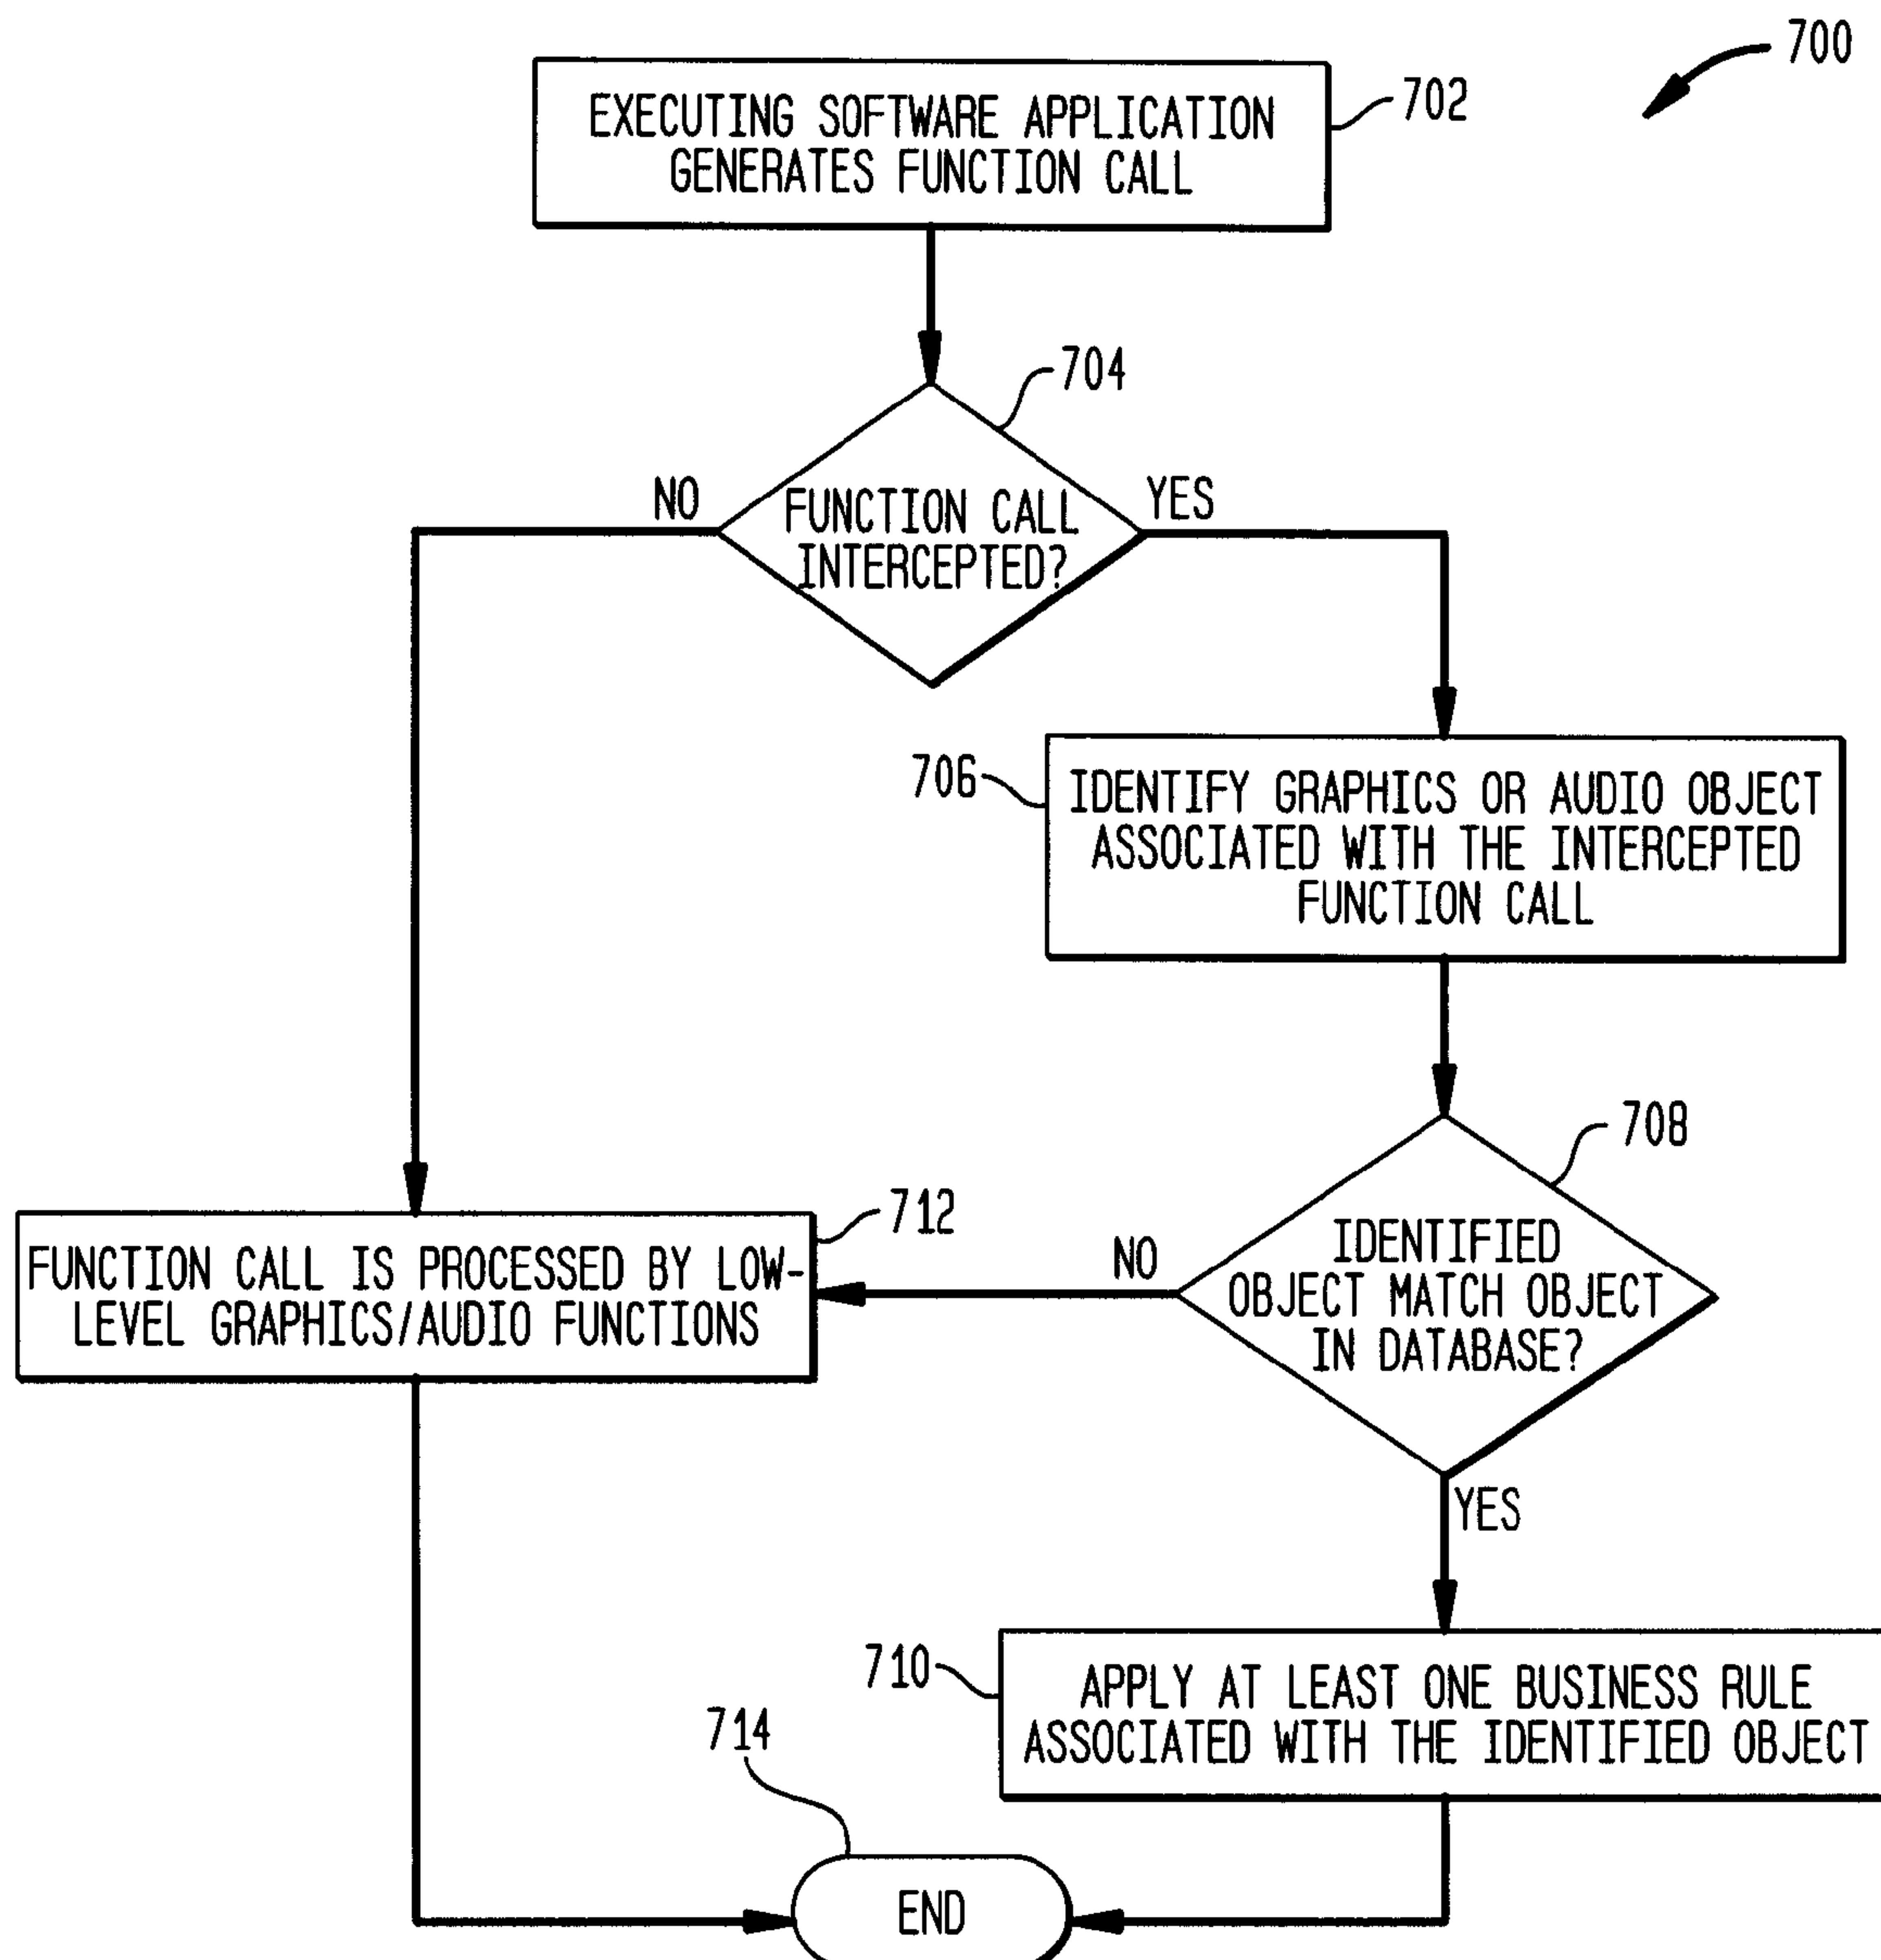 700
EXECUTING SOFTWARE APPLICATION
GENERATES FUNCTION CALL
702
704
NO
FUNCTION CALL
INTERCEPTED?
YES
706
IDENTIFY GRAPHICS OR AUDIO OBJECT
ASSOCIATED WITH THE INTERCEPTED
FUNCTION CALL
708
IDENTIFIED
OBJECT MATCH OBJECT
IN DATABASE?
NO
712
FUNCTION CALL IS PROCESSED BY LOW-
LEVEL GRAPHICS/AUDIO FUNCTIONS
YES
710
APPLY AT LEAST ONE BUSINESS RULE
ASSOCIATED WITH THE IDENTIFIED OBJECT
714
END